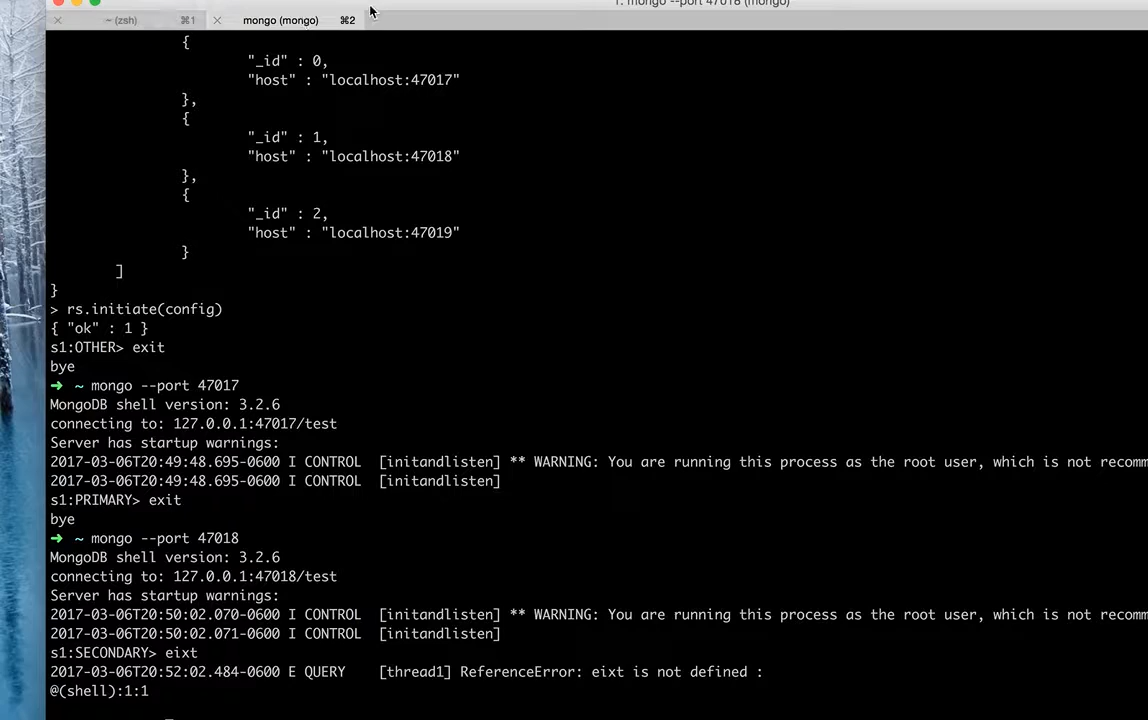 1. mongo --port 47018 (mongo)
~ (zsh) ⌘1 mongo (mongo) ⌘2
{
"_id" : 0,
"host" : "localhost:47017"
},
{
"_id" : 1,
"host" : "localhost:47018"
},
{
"_id" : 2,
"host" : "localhost:47019"
}
]
}
> rs.initiate(config)
{ "ok" : 1 }
s1:OTHER> exit
bye
➜ ~ mongo --port 47017
MongoDB shell version: 3.2.6
connecting to: 127.0.0.1:47017/test
Server has startup warnings:
2017-03-06T20:49:48.695-0600 I CONTROL [initandlisten] ** WARNING: You are running this process as the root user, which is not recomm
2017-03-06T20:49:48.695-0600 I CONTROL [initandlisten]
s1:PRIMARY> exit
bye
➜ ~ mongo --port 47018
MongoDB shell version: 3.2.6
connecting to: 127.0.0.1:47018/test
Server has startup warnings:
2017-03-06T20:50:02.070-0600 I CONTROL [initandlisten] ** WARNING: You are running this process as the root user, which is not recomm
2017-03-06T20:50:02.071-0600 I CONTROL [initandlisten]
s1:SECONDARY> eixt
2017-03-06T20:52:02.484-0600 E QUERY [thread1] ReferenceError: eixt is not defined :
@(shell):1:1